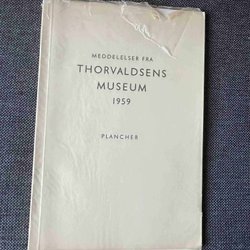 MEDDELELSER FRA
THORVALDSENS
MUSEUM
1959
PLANCHER